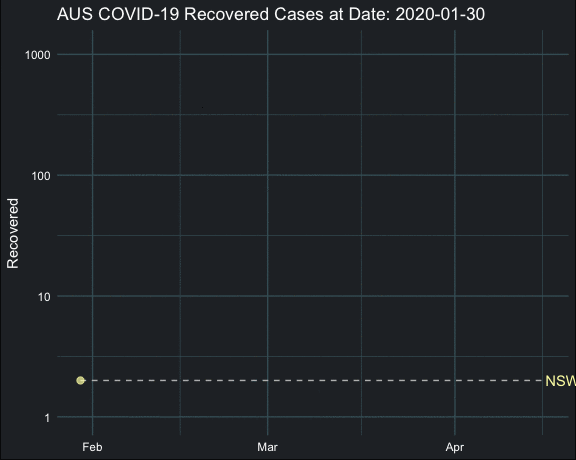 AUS COVID-19 Recovered Cases at Date: 2020-01-30
1000
100
Recovered
10
NSW
1
Feb Mar Apr